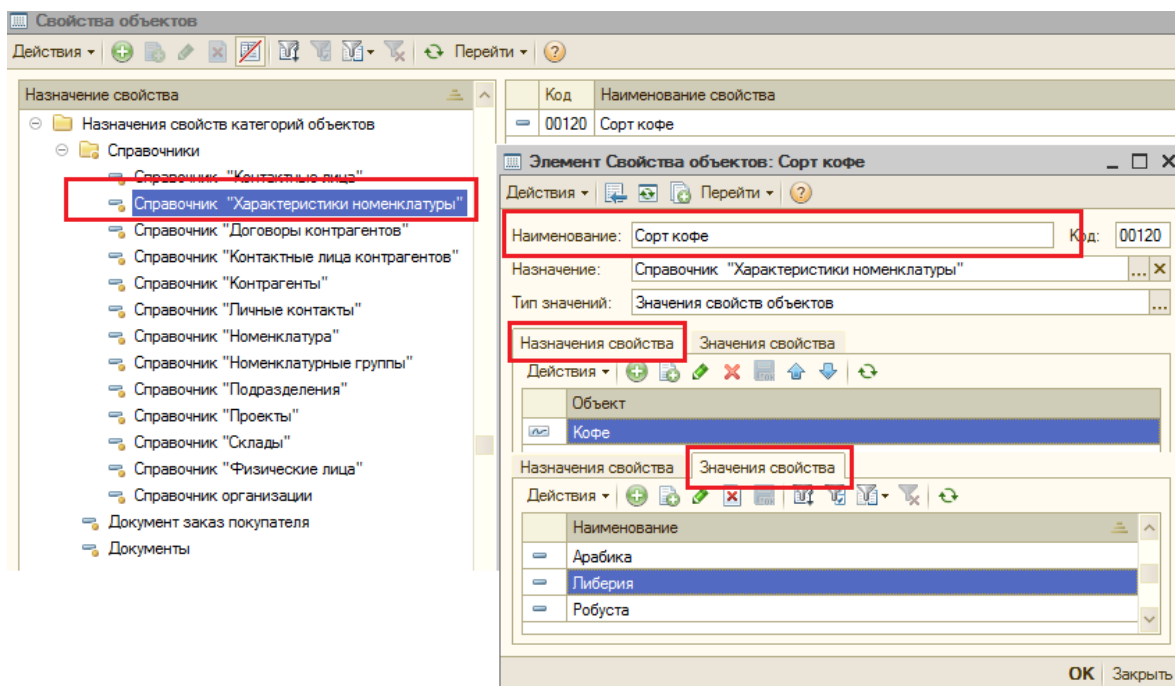 Свойства объектов
Действия
Перейти
Назначение свойства
Назначения свойств категорий объектов
Справочники
Справочник "Контактные лица"
Справочник "Характеристики номенклатуры"
Справочник "Договоры контрагентов"
Справочник "Контактные лица контрагентов"
Справочник "Контрагенты"
Справочник "Личные контакты"
Справочник "Номенклатура"
Справочник "Номенклатурные группы"
Справочник "Подразделения"
Справочник "Проекты"
Справочник "Склады"
Справочник "Физические лица"
Справочник организации
Документ заказ покупателя
Документы
Код Наименование свойства
00120 Сорт кофе
Элемент Свойства объектов: Сорт кофе
Действия Перейти
Наименование: Сорт кофе Код: 00120
Назначение: Справочник "Характеристики номенклатуры" ...
Тип значений: Значения свойств объектов ...
Назначения свойства Значения свойства
Действия
Объект
Кофе
Назначения свойства Значения свойства
Действия
Наименование
Арабика
Либерия
Робуста
OK Закрыть